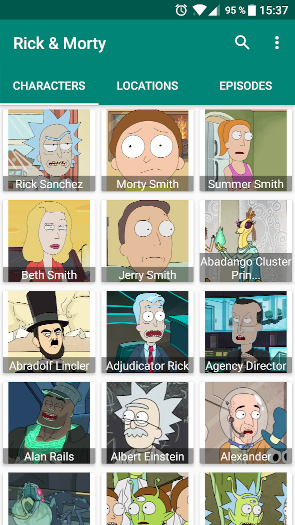 95 % 15:37
Rick & Morty
CHARACTERS LOCATIONS EPISODES
Rick Sanchez Morty Smith Summer Smith
Beth Smith Jerry Smith Abadango Cluster
Prin...
Abradolf Lincler Adjudicator Rick Agency Director
Alan Rails Albert Einstein Alexander